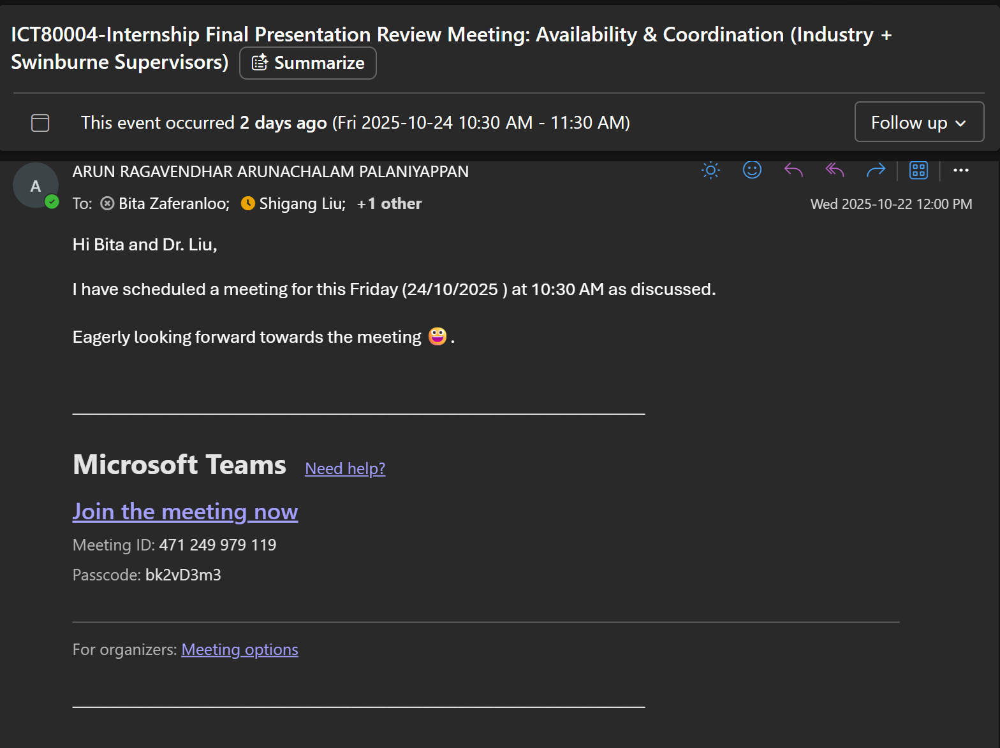 ICT80004-Internship Final Presentation Review Meeting: Availability & Coordination (Industry +
Swinburne Supervisors) Summarize
This event occurred 2 days ago (Fri 2025-10-24 10:30 AM - 11:30 AM)
Follow up
A
ARUN RAGAVENDHAR ARUNACHALAM PALANIYAPPAN
To: Bita Zaferanloo; Shigang Liu; +1 other
Wed 2025-10-22 12:00 PM
Hi Bita and Dr. Liu,
I have scheduled a meeting for this Friday (24/10/2025 ) at 10:30 AM as discussed.
Eagerly looking forward towards the meeting 😀 .
Microsoft Teams Need help?
Join the meeting now
Meeting ID: 471 249 979 119
Passcode: bk2vD3m3
For organizers: Meeting options